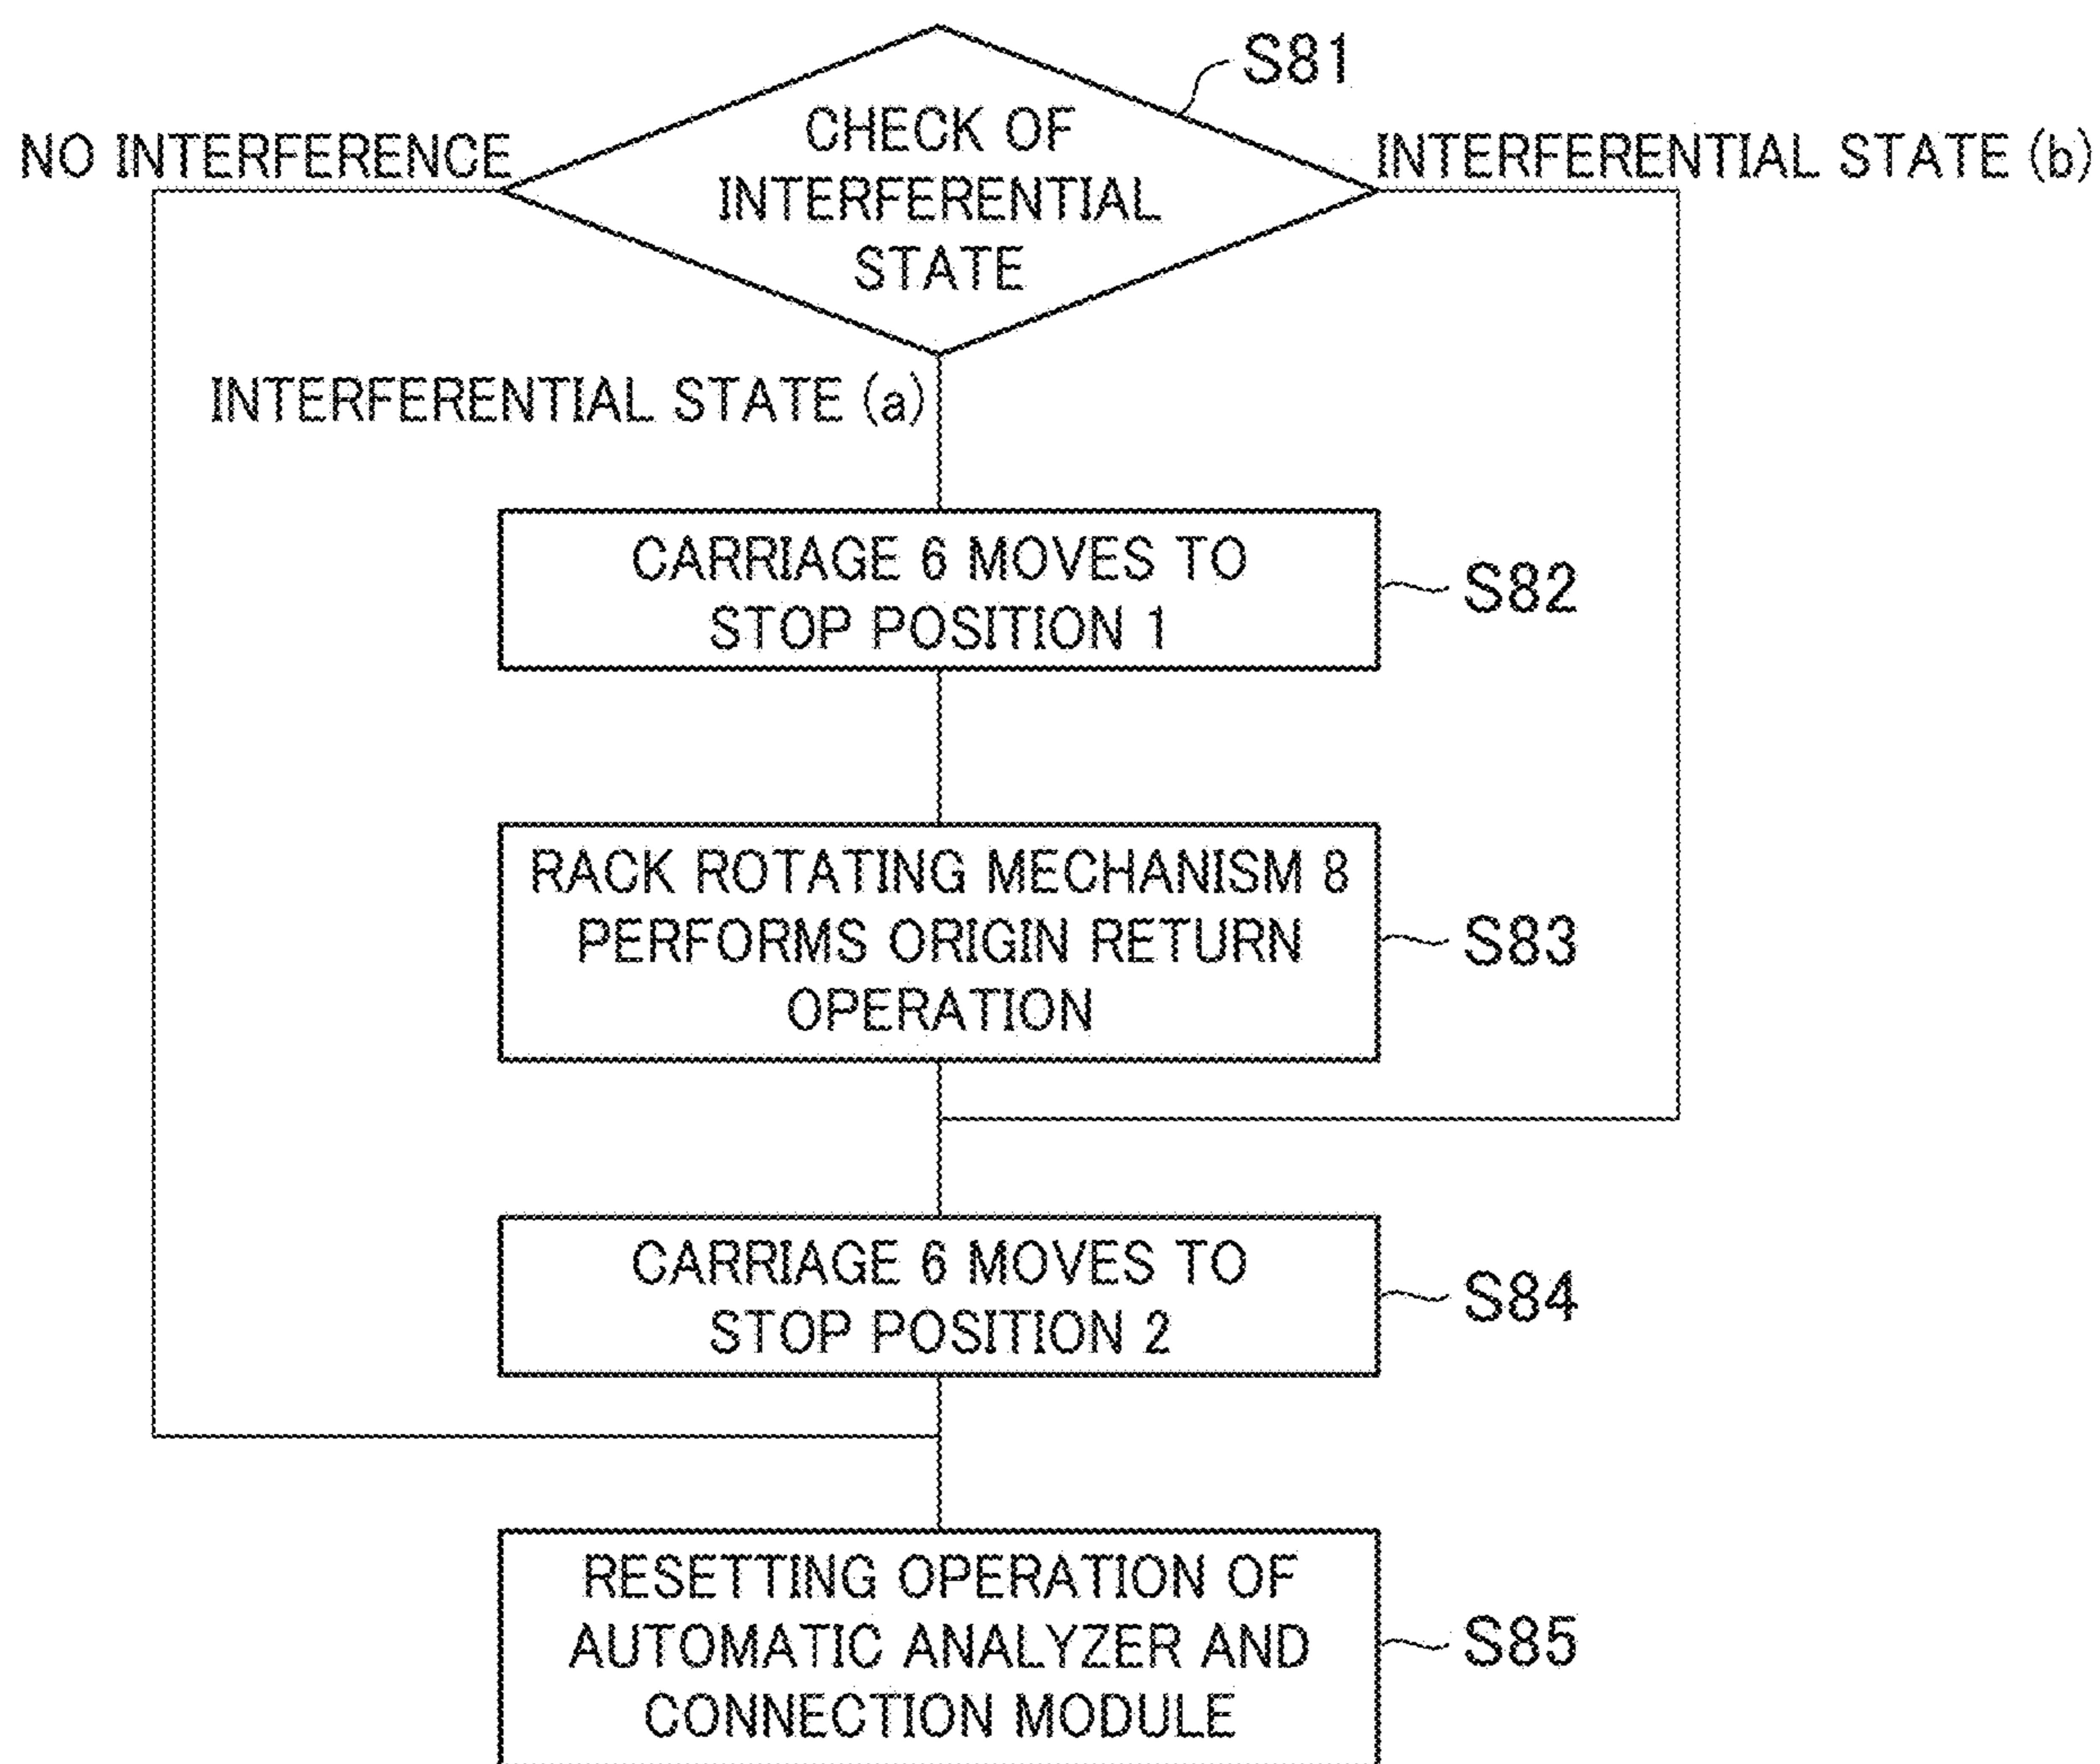 S81
CHECK OF
INTERFERENTIAL
STATE
NO INTERFERENCE
INTERFERENTIAL STATE (b)
INTERFERENTIAL STATE (a)
CARRIAGE 6 MOVES TO
STOP POSITION 1
S82
RACK ROTATING MECHANISM 8
PERFORMS ORIGIN RETURN
OPERATION
S83
CARRIAGE 6 MOVES TO
STOP POSITION 2
S84
RESETTING OPERATION OF
AUTOMATIC ANALYZER AND
CONNECTION MODULE
S85